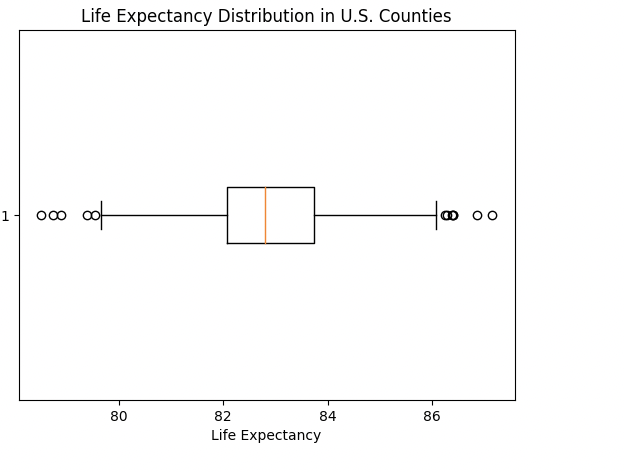 Life Expectancy Distribution in U.S. Counties
1
80 82 84 86
Life Expectancy